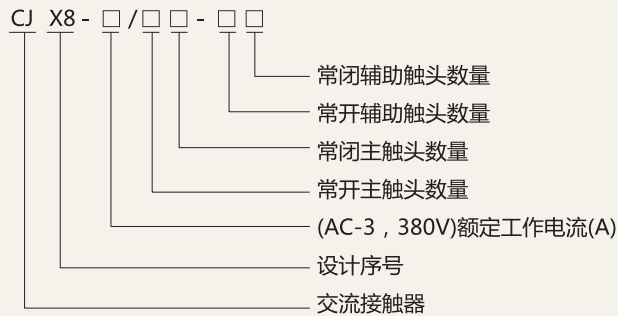 CJ X8 - □ / □ □ - □ □
常闭辅助触头数量
常开辅助触头数量
常闭主触头数量
常开主触头数量
(AC-3，380V)额定工作电流(A)
设计序号
交流接触器